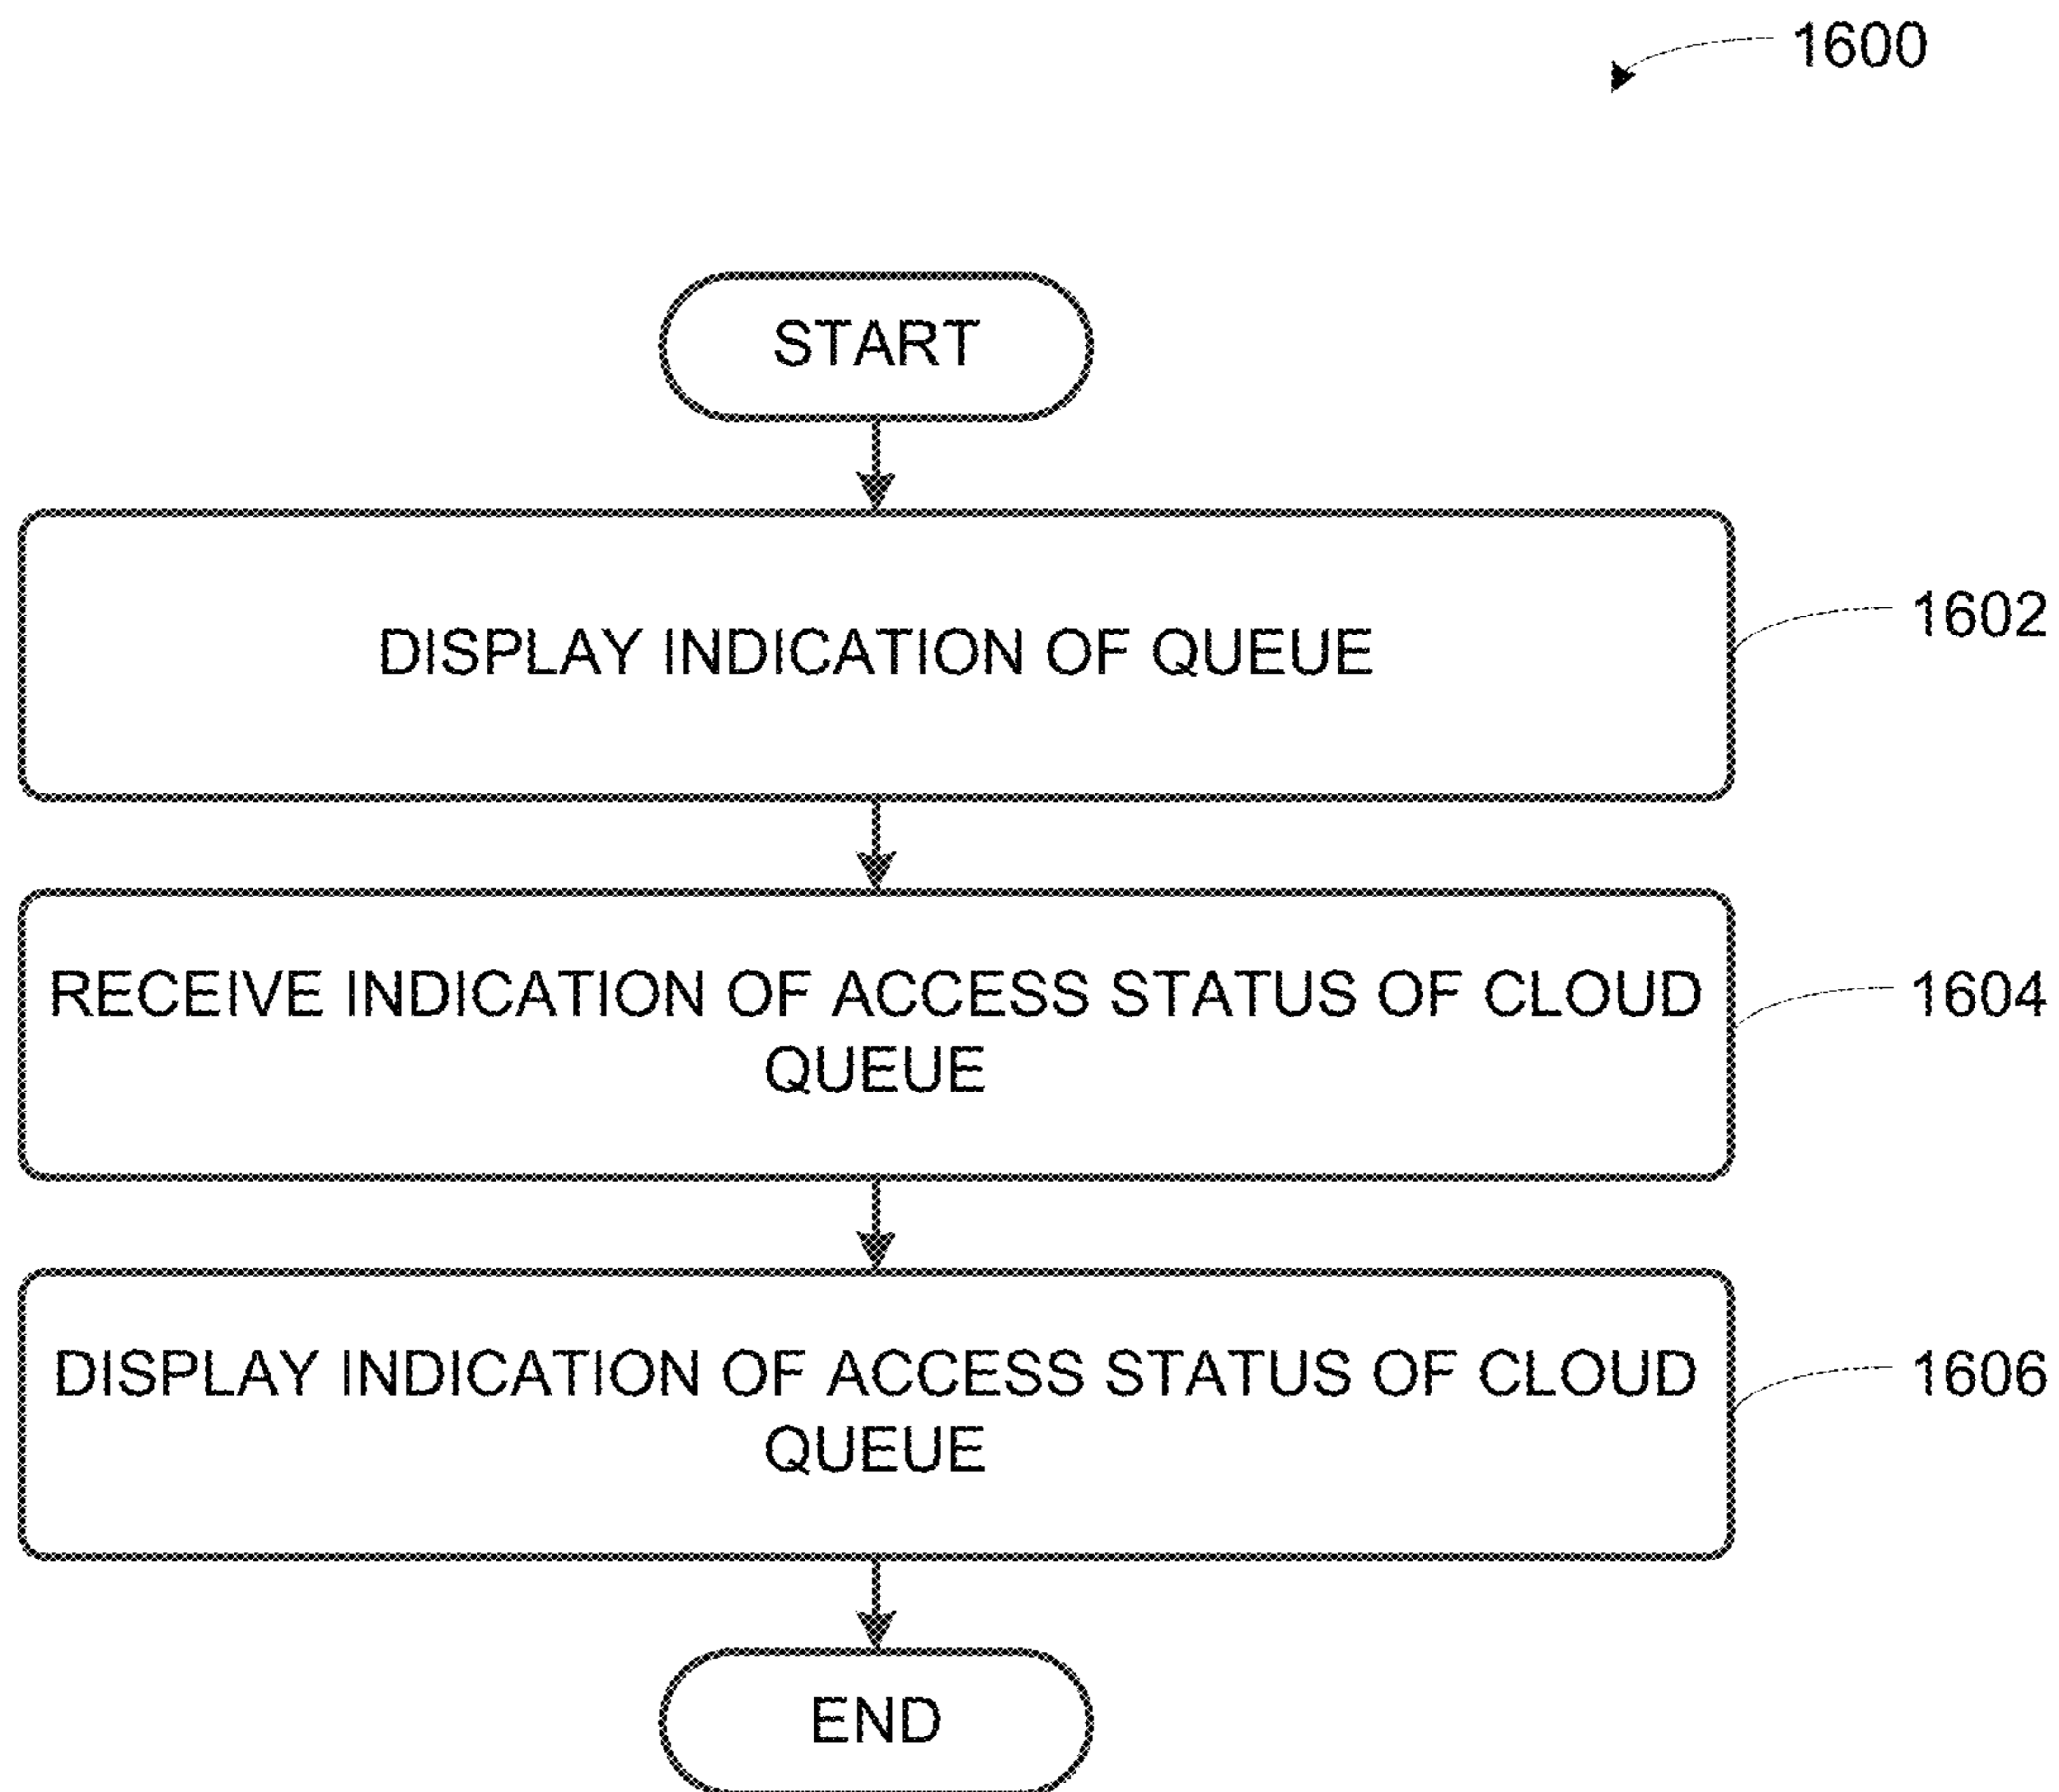 1600
START
DISPLAY INDICATION OF QUEUE
1602
RECEIVE INDICATION OF ACCESS STATUS OF CLOUD
QUEUE
1604
DISPLAY INDICATION OF ACCESS STATUS OF CLOUD
QUEUE
1606
END